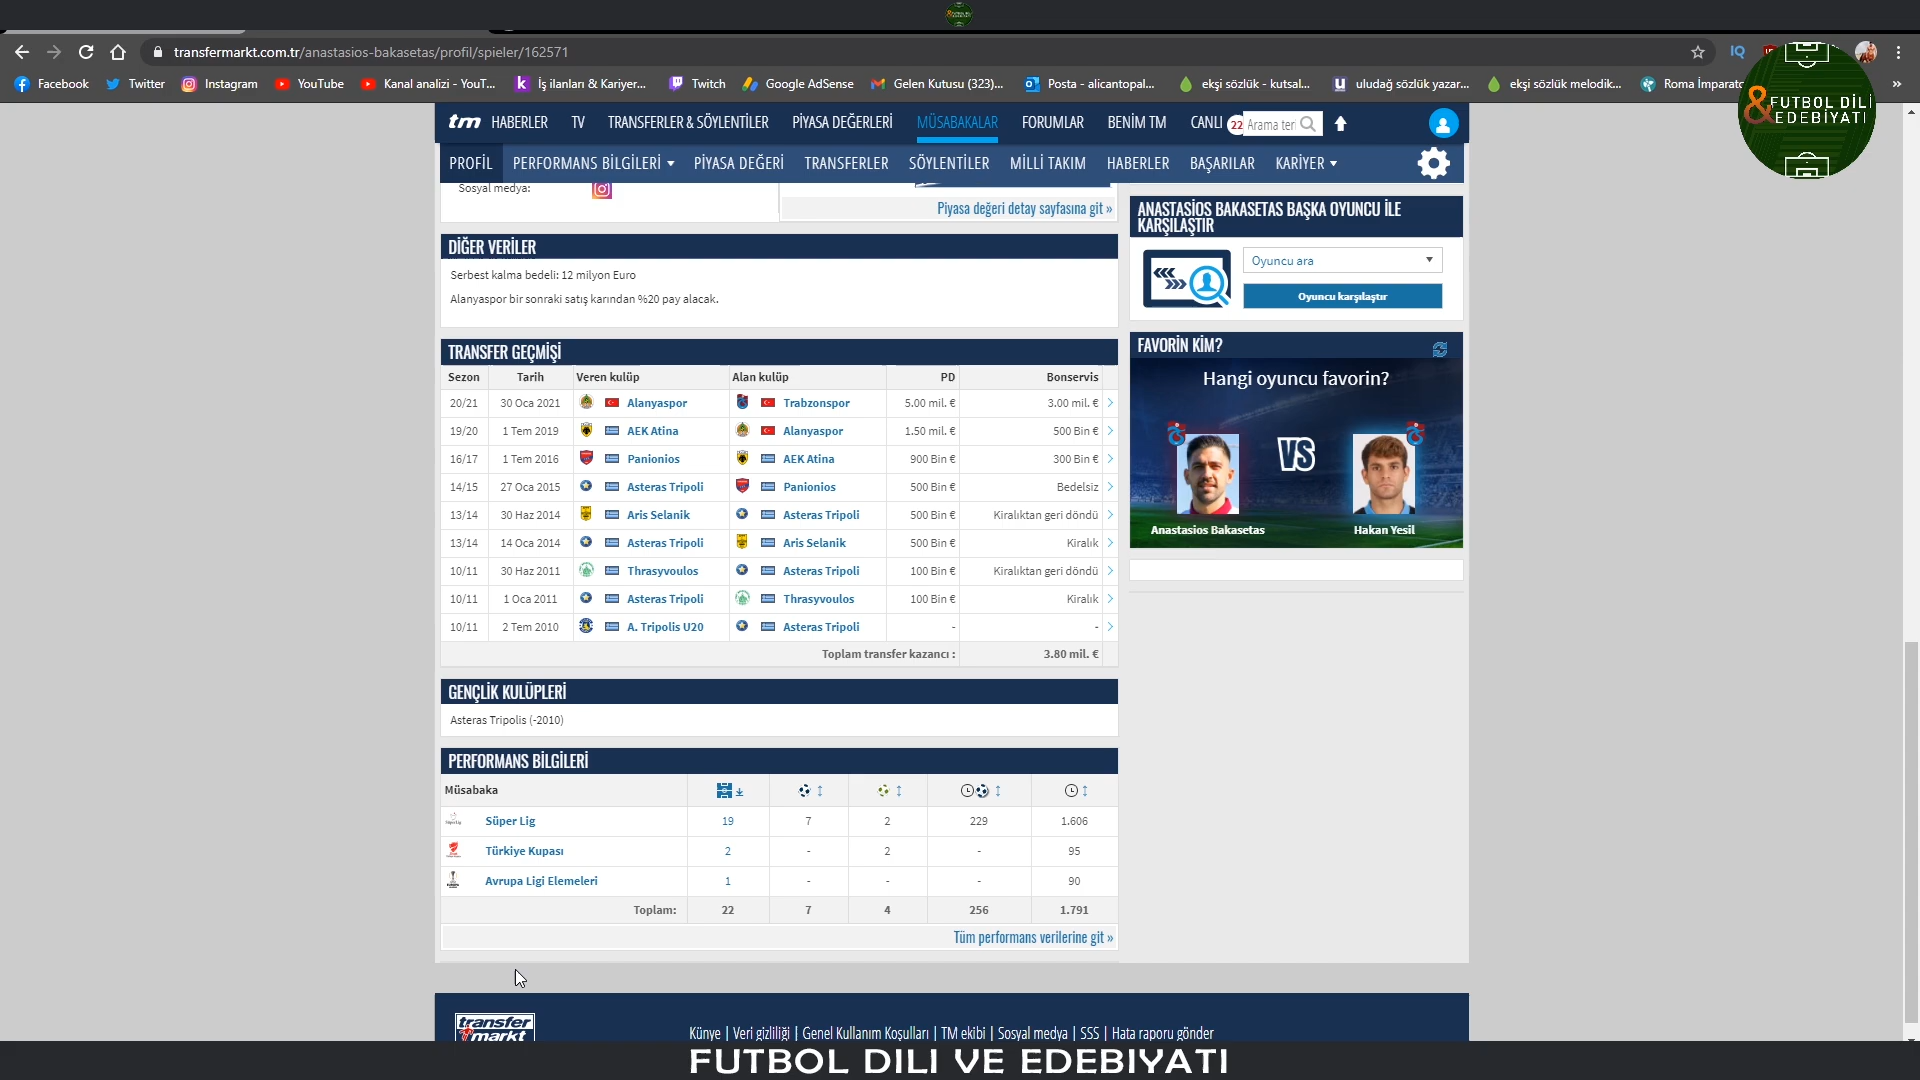 &FUTBOL DİLİ
EDEBİYATI
transfermarkt.com.tr/anastasios-bakasetas/profil/spieler/162571
IQ
Facebook Twitter Instagram YouTube Kanal analizi - YouT... İş ilanları & Kariyer... Twitch Google AdSense Gelen Kutusu (323)... Posta - alicantopal... ekşi sözlük - kutsal... uludağ sözlük yazar... ekşi sözlük melodik... Roma İmparato »
tm HABERLER TV TRANSFERLER & SÖYLENTİLER PİYASA DEĞERLERİ MÜSABAKALAR FORUMLAR BENİM TM CANLI 22 Arama teri
PROFİL PERFORMANS BİLGİLERİ PİYASA DEĞERİ TRANSFERLER SÖYLENTİLER MİLLİ TAKIM HABERLER BAŞARILAR KARİYER
Sosyal medya:
Piyasa değeri detay sayfasına git »
DİĞER VERİLER
Serbest kalma bedeli: 12 milyon Euro
Alanyaspor bir sonraki satış karından %20 pay alacak.
TRANSFER GEÇMİŞİ
Sezon Tarih Veren kulüp Alan kulüp PD Bonservis
20/21 30 Oca 2021 Alanyaspor Trabzonspor 5.00 mil. € 3.00 mil. €
19/20 1 Tem 2019 AEK Atina Alanyaspor 1.50 mil. € 500 Bin €
16/17 1 Tem 2016 Panionios AEK Atina 900 Bin € 300 Bin €
14/15 27 Oca 2015 Asteras Tripoli Panionios 500 Bin € Bedelsiz
13/14 30 Haz 2014 Aris Selanik Asteras Tripoli 500 Bin € Kiralıktan geri döndü
13/14 14 Oca 2014 Asteras Tripoli Aris Selanik 500 Bin € Kiralık
10/11 30 Haz 2011 Thrasyvoulos Asteras Tripoli 100 Bin € Kiralıktan geri döndü
10/11 1 Oca 2011 Asteras Tripoli Thrasyvoulos 100 Bin € Kiralık
10/11 2 Tem 2010 A. Tripolis U20 Asteras Tripoli - -
Toplam transfer kazancı : 3.80 mil. €
GENÇLİK KULÜPLERİ
Asteras Tripolis (-2010)
PERFORMANS BİLGİLERİ
Müsabaka
Süper Lig 19 7 2 229 1.606
Türkiye Kupası 2 - 2 - 95
Avrupa Ligi Elemeleri 1 - - - 90
Toplam: 22 7 4 256 1.791
Tüm performans verilerine git »
ANASTASİOS BAKASETAS BAŞKA OYUNCU İLE
KARŞILAŞTIR
Oyuncu ara
Oyuncu karşılaştır
FAVORİN KİM?
Hangi oyuncu favorin?
VS
Anastasios Bakasetas Hakan Yesil
transfer
markt
Künye | Veri gizliliği | Genel Kullanım Koşulları | TM ekibi | Sosyal medya | SSS | Hata raporu gönder
FUTBOL DILI VE EDEBIYATI